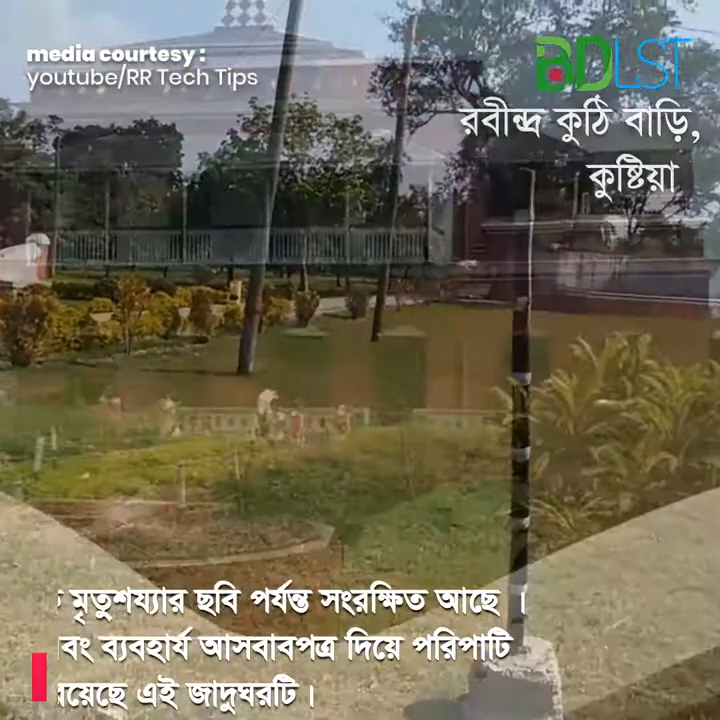 media courtesy :
youtube/RR Tech Tips
BDLST
রবীন্দ্র কুঠি বাড়ি,
কুষ্টিয়া
মৃতুশয্যার ছবি পর্যন্ত সংরক্ষিত আছে ।
ব্যবহার্য আসবাবপত্র দিয়ে পরিপাটি
এই জাদুঘরটি ।